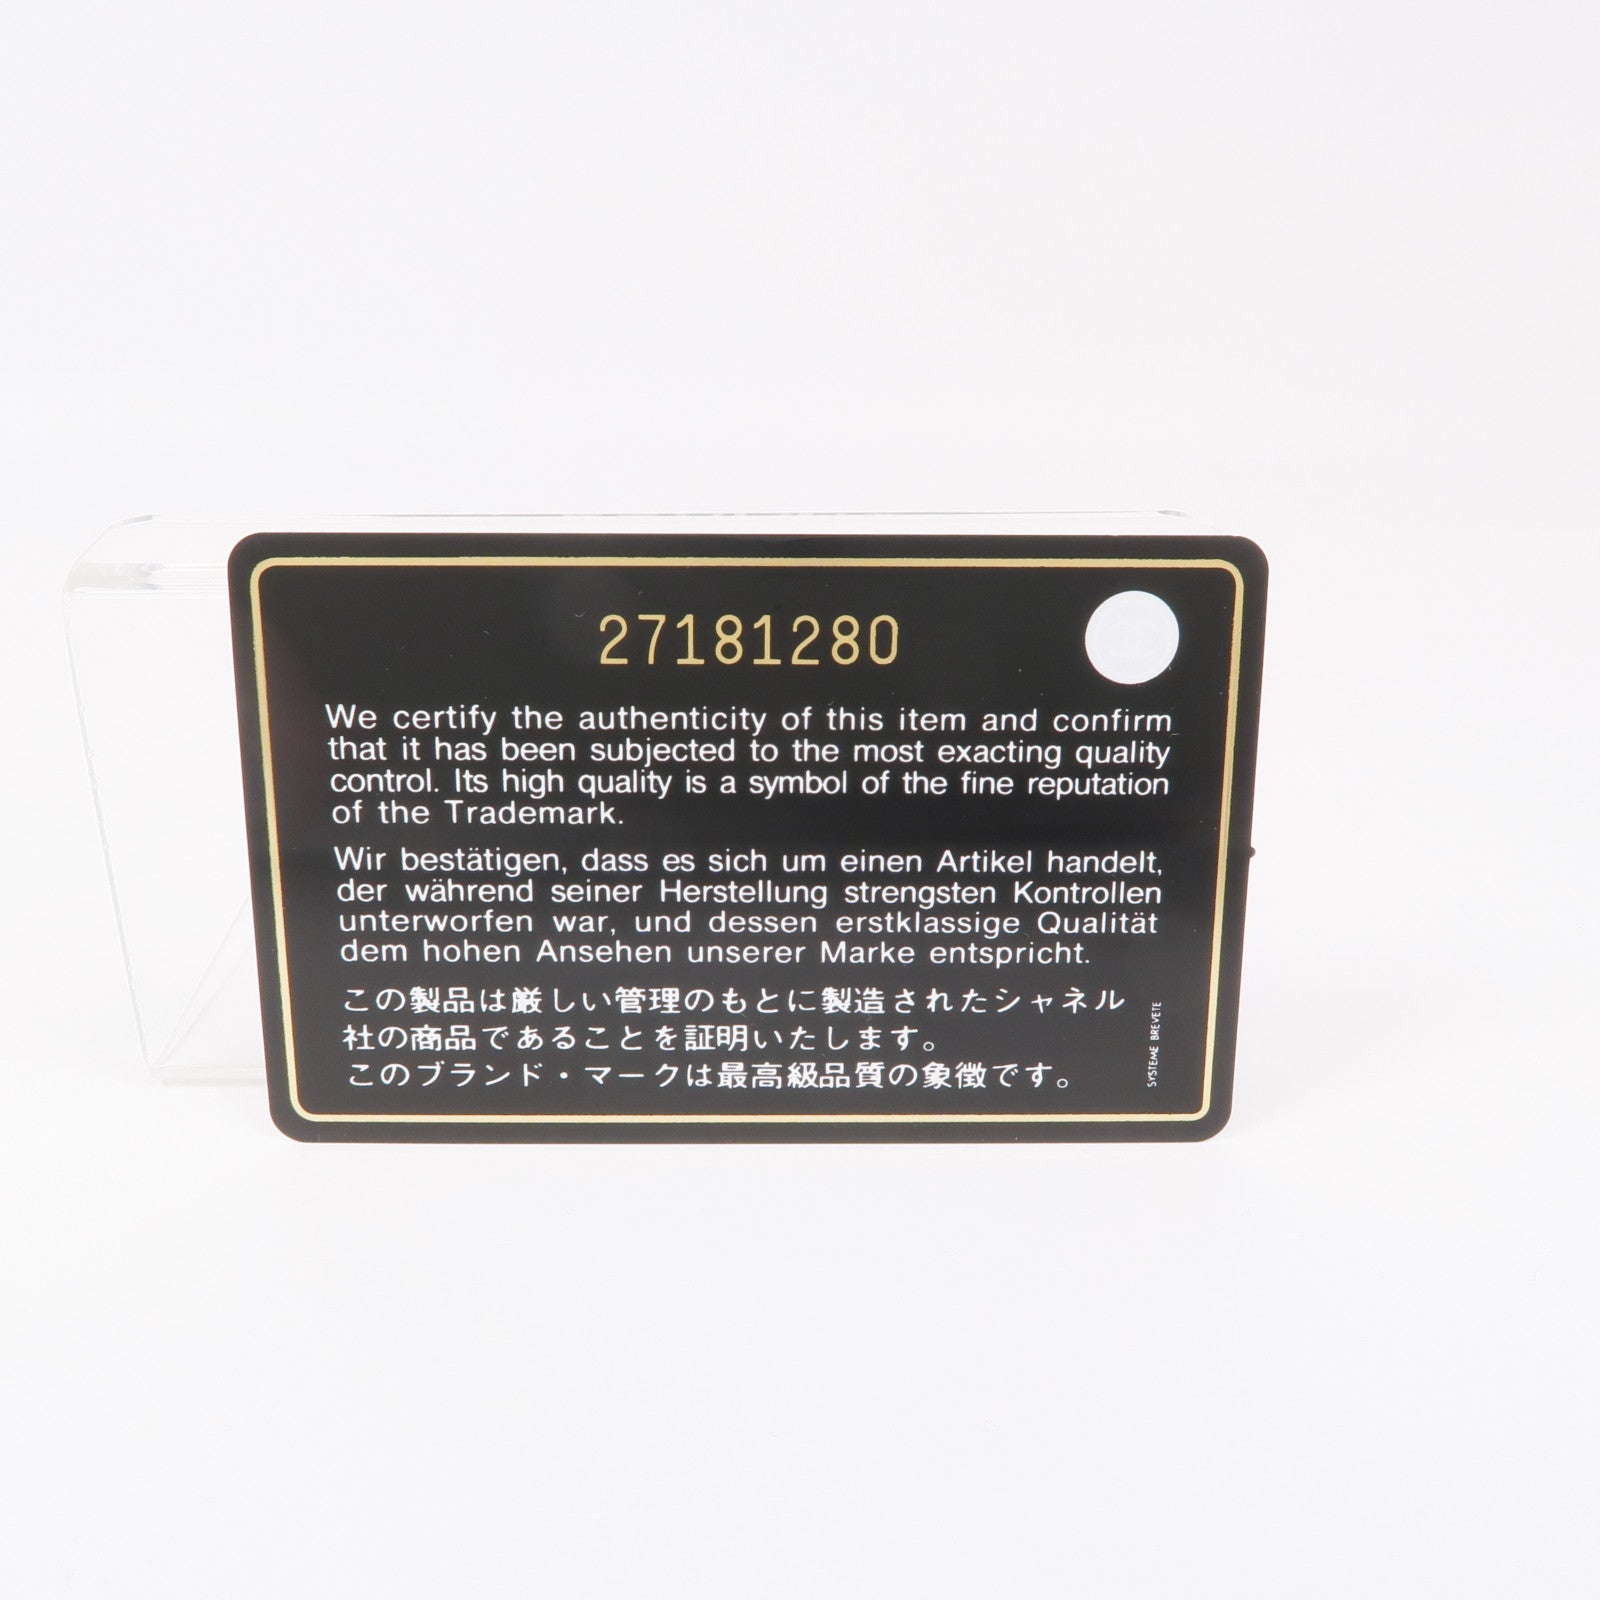 27181280
We certify the authenticity of this item and confirm
that it has been subjected to the most exacting quality
control. Its high quality is a symbol of the fine reputation
of the Trademark.
Wir bestätigen, dass es sich um einen Artikel handelt,
der während seiner Herstellung strengsten Kontrollen
unterworfen war, und dessen erstklassige Qualität
dem hohen Ansehen unserer Marke entspricht.
この製品は厳しい管理のもとに製造されたシャネル
社の商品であることを証明いたします。
このブランド・マークは最高級品質の象徴です。
SYSTEME BREVETE